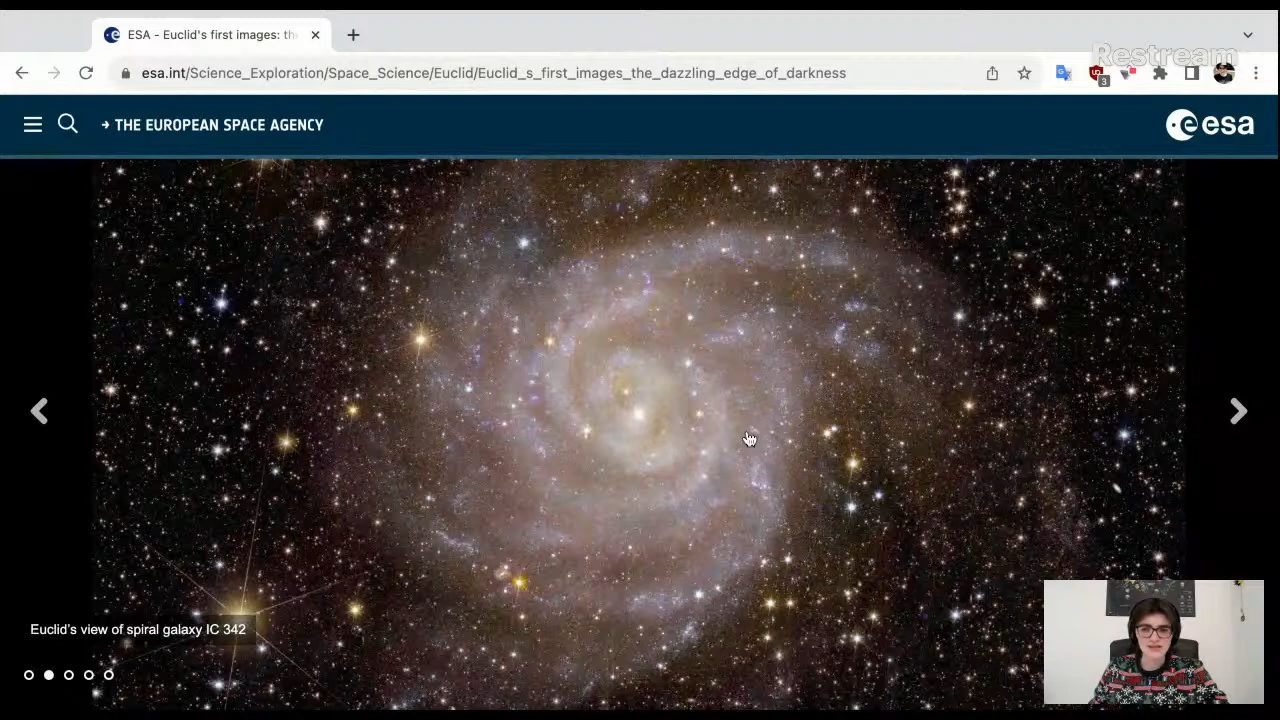 ESA - Euclid's first images: th
Restream
esa.int/Science_Exploration/Space_Science/Euclid/Euclid_s_first_images_the_dazzling_edge_of_darkness
3
→ THE EUROPEAN SPACE AGENCY
esa
Euclid's view of spiral galaxy IC 342